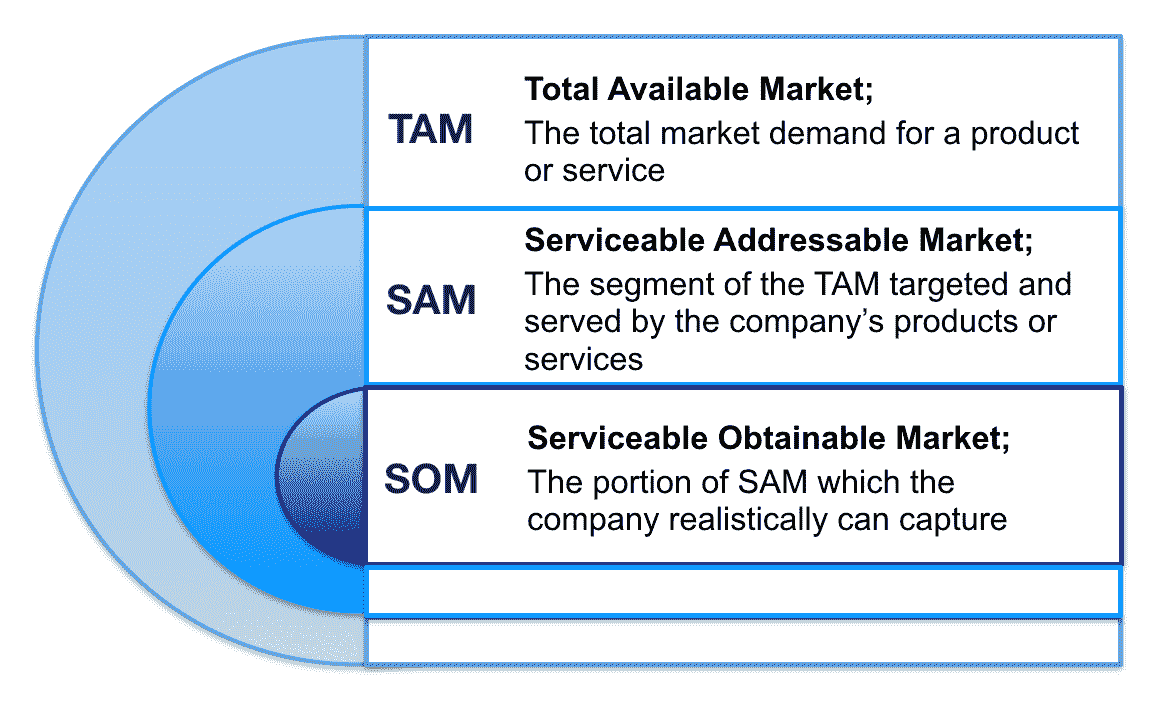 TAM
Total Available Market;
The total market demand for a product
or service
SAM
Serviceable Addressable Market;
The segment of the TAM targeted and
served by the company’s products or
services
SOM
Serviceable Obtainable Market;
The portion of SAM which the
company realistically can capture